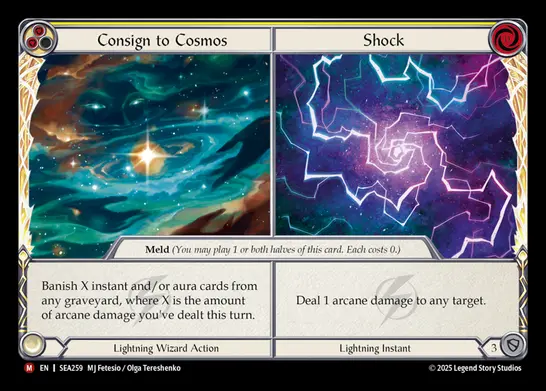 Consign to Cosmos
Shock
Meld (You may play 1 or both halves of this card. Each costs 0.)
Banish X instant and/or aura cards from
any graveyard, where X is the amount
of arcane damage you've dealt this turn.
Deal 1 arcane damage to any target.
Lightning Wizard Action
Lightning Instant
3
M EN | SEA259 MJ Fetesio / Olga Tereshenko
© 2025 Legend Story Studios